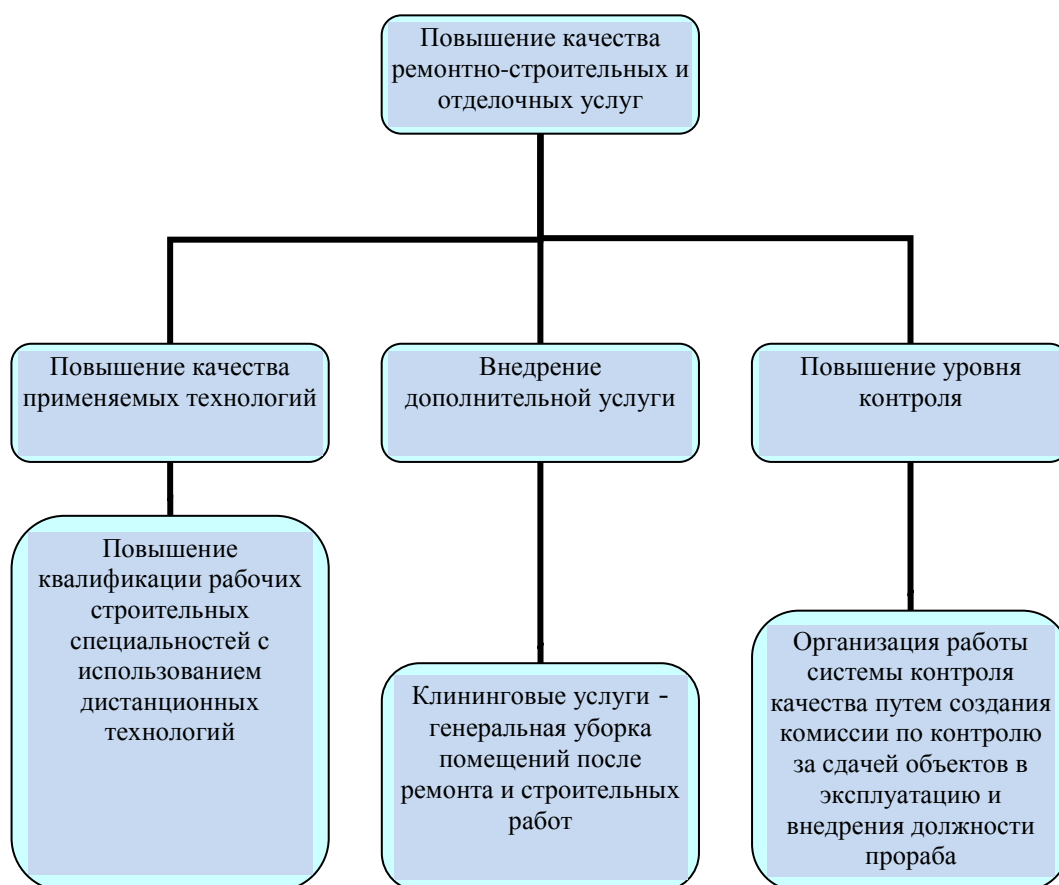 Повышение качества
ремонтно-строительных и
отделочных услуг
Повышение качества
применяемых технологий
Внедрение
дополнительной услуги
Повышение уровня
контроля
Повышение
квалификации рабочих
строительных
специальностей с
использованием
дистанционных
технологий
Клининговые услуги -
генеральная уборка
помещений после
ремонта и строительных
работ
Организация работы
системы контроля
качества путем создания
комиссии по контролю
за сдачей объектов в
эксплуатацию и
внедрения должности
прораба